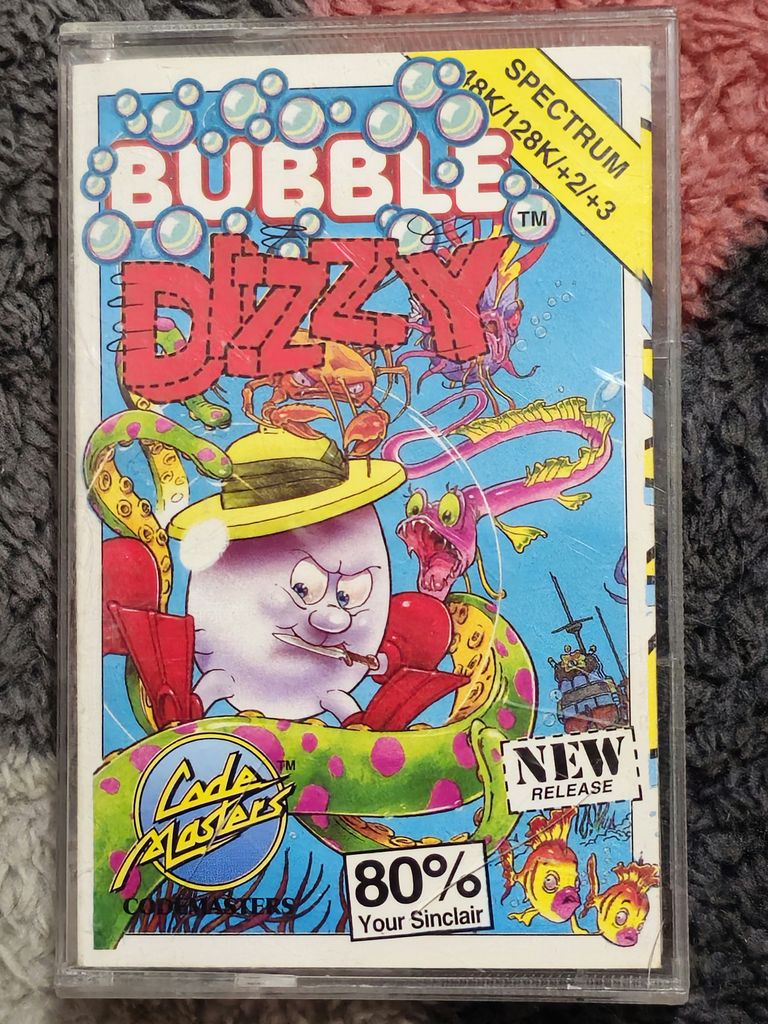 SPECTRUM
48K/128K/+2/+3
BUBBLE
TM
DIZZY
Code
Masters
TM
CODEMASTERS
NEW
RELEASE
80%
Your Sinclair